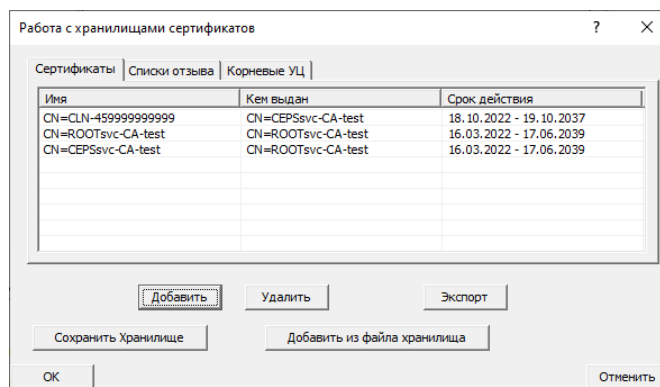 Работа с хранилищами сертификатов ? ×
Сертификаты Списки отзыва Корневые УЦ
Имя Кем выдан Срок действия
CN=CLN-459999999999 CN=CEPSsvc-CA-test 18.10.2022 - 19.10.2037
CN=ROOTsvc-CA-test CN=ROOTsvc-CA-test 16.03.2022 - 17.06.2039
CN=CEPSsvc-CA-test CN=ROOTsvc-CA-test 16.03.2022 - 17.06.2039
Добавить Удалить Экспорт
Сохранить Хранилище Добавить из файла хранилища
ОК Отменить